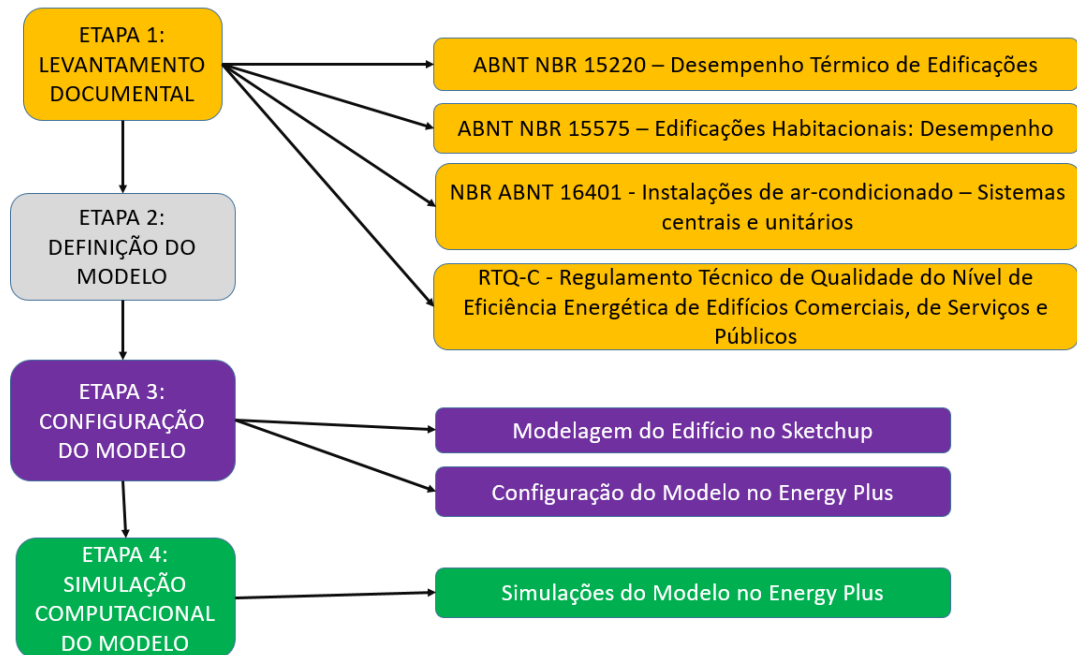 ETAPA 1:
LEVANTAMENTO
DOCUMENTAL
ABNT NBR 15220 – Desempenho Térmico de Edificações
ABNT NBR 15575 – Edificações Habitacionais: Desempenho
NBR ABNT 16401 - Instalações de ar-condicionado – Sistemas
centrais e unitários
RTQ-C - Regulamento Técnico de Qualidade do Nível de
Eficiência Energética de Edifícios Comerciais, de Serviços e
Públicos
ETAPA 2:
DEFINIÇÃO DO
MODELO
ETAPA 3:
CONFIGURAÇÃO
DO MODELO
Modelagem do Edifício no Sketchup
Configuração do Modelo no Energy Plus
ETAPA 4:
SIMULAÇÃO
COMPUTACIONAL
DO MODELO
Simulações do Modelo no Energy Plus